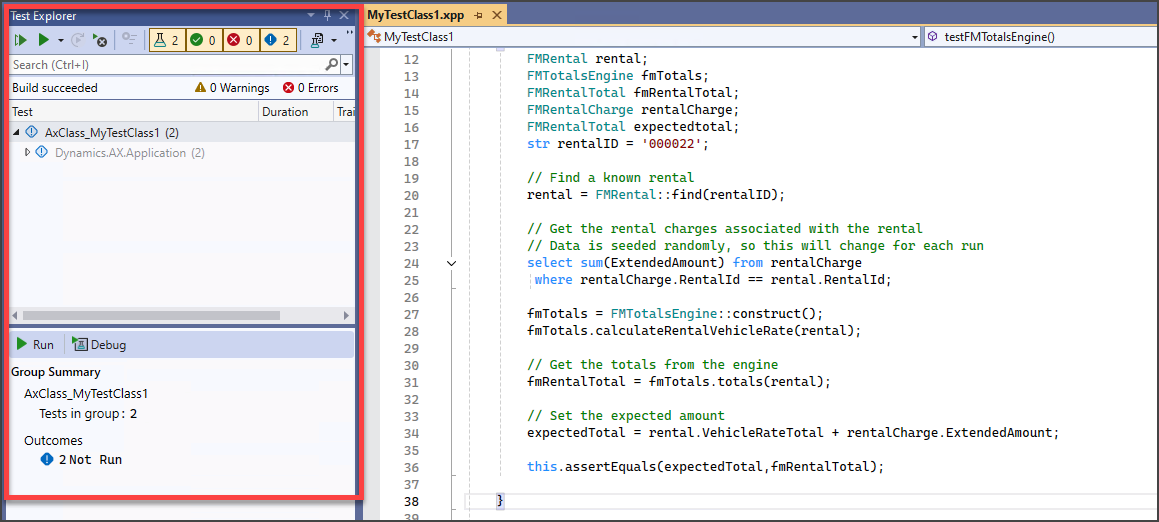 Test Explorer
2 0 0 2
Search (Ctrl+I)
Build succeeded 0 Warnings 0 Errors
Test Duration Trai
AxClass_MyTestClass1 (2)
Dynamics.AX.Application (2)
Run Debug
Group Summary
AxClass_MyTestClass1
Tests in group: 2
Outcomes
2 Not Run
MyTestClass1.xpp
MyTestClass1 testFMTotalsEngine()
12 FMRental rental;
13 FMTotalsEngine fmTotals;
14 FMRentalTotal fmRentalTotal;
15 FMRentalCharge rentalCharge;
16 FMRentalTotal expectedtotal;
17 str rentalID = '000022';
18
19 // Find a known rental
20 rental = FMRental::find(rentalID);
21
22 // Get the rental charges associated with the rental
23 // Data is seeded randomly, so this will change for each run
24 select sum(ExtendedAmount) from rentalCharge
25 where rentalCharge.RentalId == rental.RentalId;
26
27 fmTotals = FMTotalsEngine::construct();
28 fmTotals.calculateRentalVehicleRate(rental);
29
30 // Get the totals from the engine
31 fmRentalTotal = fmTotals.totals(rental);
32
33 // Set the expected amount
34 expectedTotal = rental.VehicleRateTotal + rentalCharge.ExtendedAmount;
35
36 this.assertEquals(expectedTotal,fmRentalTotal);
37
38 }
39